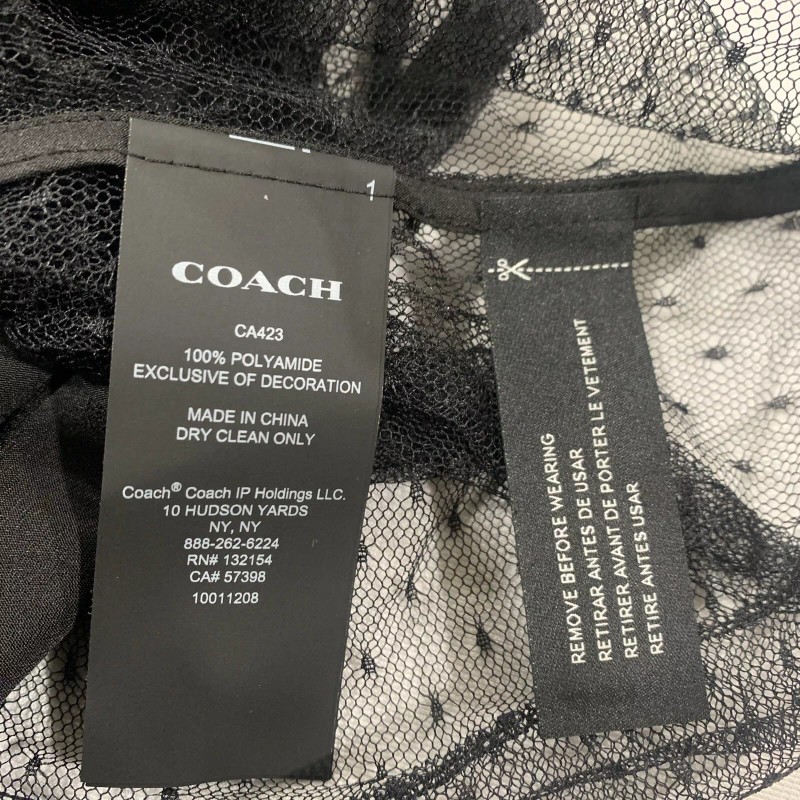 1
COACH
CA423
100% POLYAMIDE
EXCLUSIVE OF DECORATION
MADE IN CHINA
DRY CLEAN ONLY
Coach® Coach IP Holdings LLC.
10 HUDSON YARDS
NY, NY
888-262-6224
RN# 132154
CA# 57398
10011208
REMOVE BEFORE WEARING
RETIRAR ANTES DE USAR
RETIRER AVANT DE PORTER LE VETEMENT
RETIRE ANTES USAR